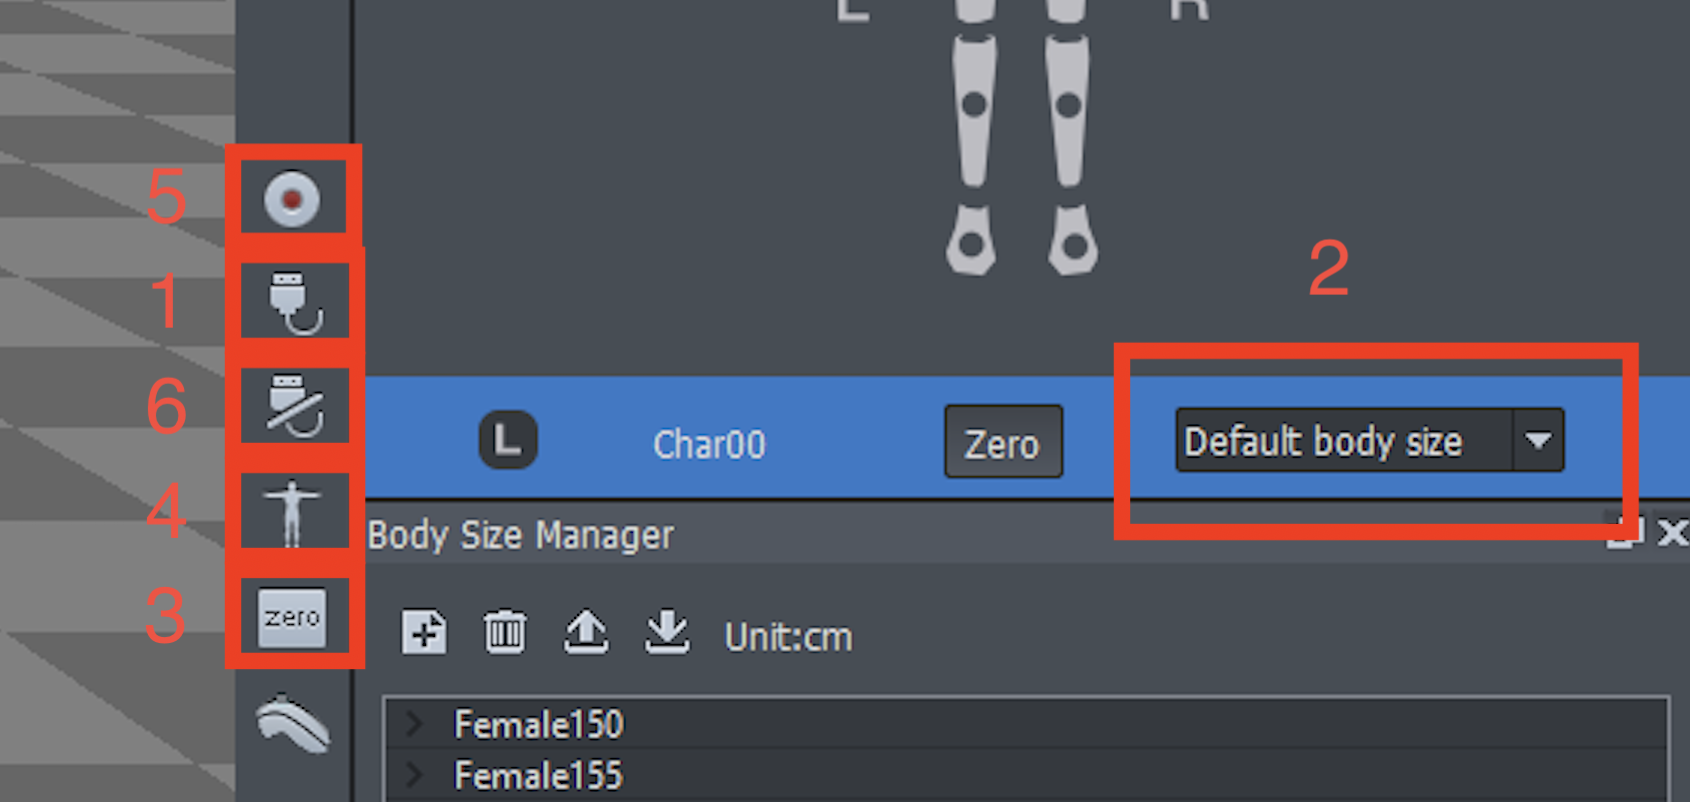 L R
5
1
2
6
L Char00 Zero Default body size
4
Body Size Manager
3 zero
Unit:cm
Female150
Female155